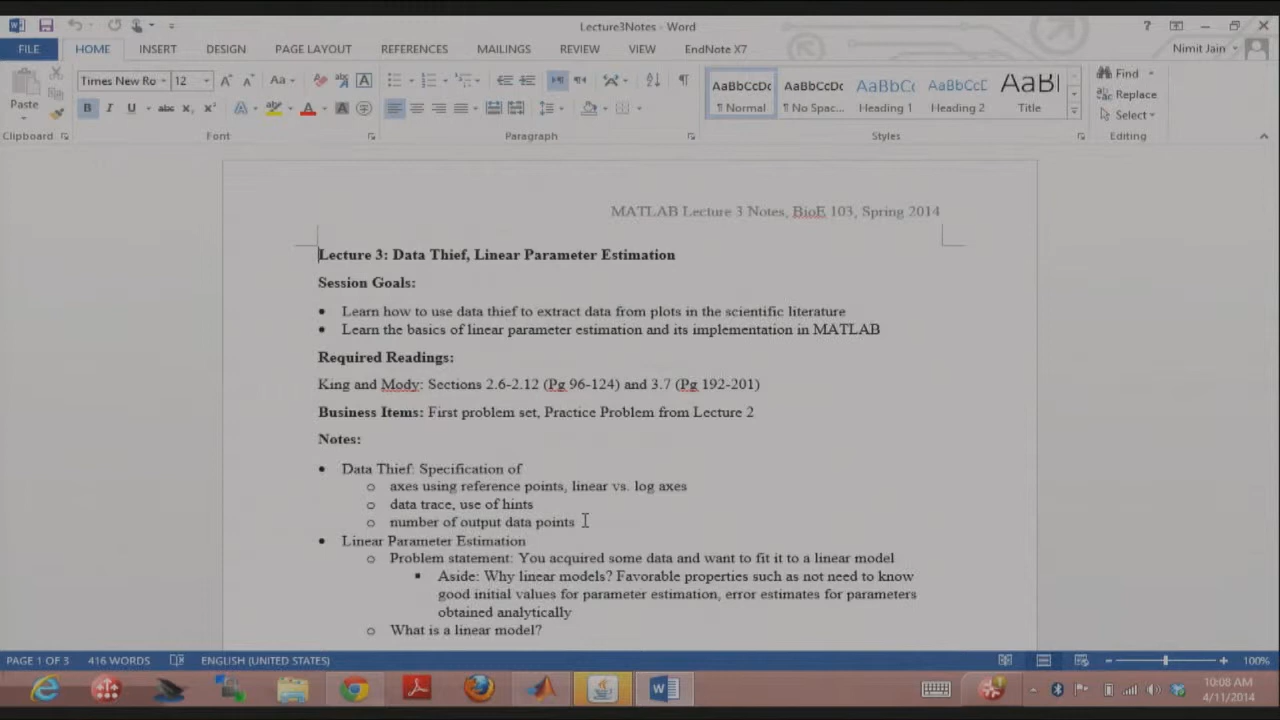 Lecture3Notes - Word
FILE HOME INSERT DESIGN PAGE LAYOUT REFERENCES MAILINGS REVIEW VIEW EndNote X7 Nimit Jain
Times New Ro 12 Aa AaBbCcDc AaBbCcDc AaBbCc AaBbCcD AaBl Find
Paste ¶ Normal ¶ No Spac... Heading 1 Heading 2 Title Replace
Select
Clipboard Font Paragraph Styles Editing
MATLAB Lecture 3 Notes, BioE 103, Spring 2014
Lecture 3: Data Thief, Linear Parameter Estimation
Session Goals:
• Learn how to use data thief to extract data from plots in the scientific literature
• Learn the basics of linear parameter estimation and its implementation in MATLAB
Required Readings:
King and Mody: Sections 2.6-2.12 (Pg 96-124) and 3.7 (Pg 192-201)
Business Items: First problem set, Practice Problem from Lecture 2
Notes:
• Data Thief: Specification of
o axes using reference points, linear vs. log axes
o data trace, use of hints
o number of output data points
• Linear Parameter Estimation
o Problem statement: You acquired some data and want to fit it to a linear model
▪ Aside: Why linear models? Favorable properties such as not need to know
good initial values for parameter estimation, error estimates for parameters
obtained analytically
o What is a linear model?
PAGE 1 OF 3 416 WORDS ENGLISH (UNITED STATES) 100%
10:08 AM
4/11/2014